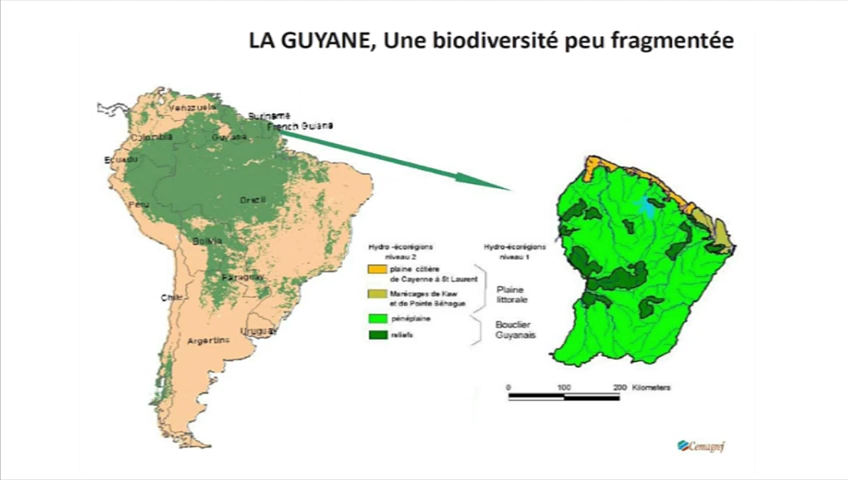 LA GUYANE, Une biodiversité peu fragmentée
Venezuela
Suriname
French Guiana
Colombia
Guyana
Ecuado
Peru
Brazil
Bolivia
Paraguay
Chile
Uruguay
Argentina
Hydro -écorégions
niveau 2
Hydro-écorégions
niveau 1
plaine côtière
de Cayenne à St Laurent
Marécages de Kaw
et de Pointe Béhague
Plaine
littorale
pénéplaine
reliefs
Bouclier
Guyanais
0 100 200 Kilometers
Cemagref